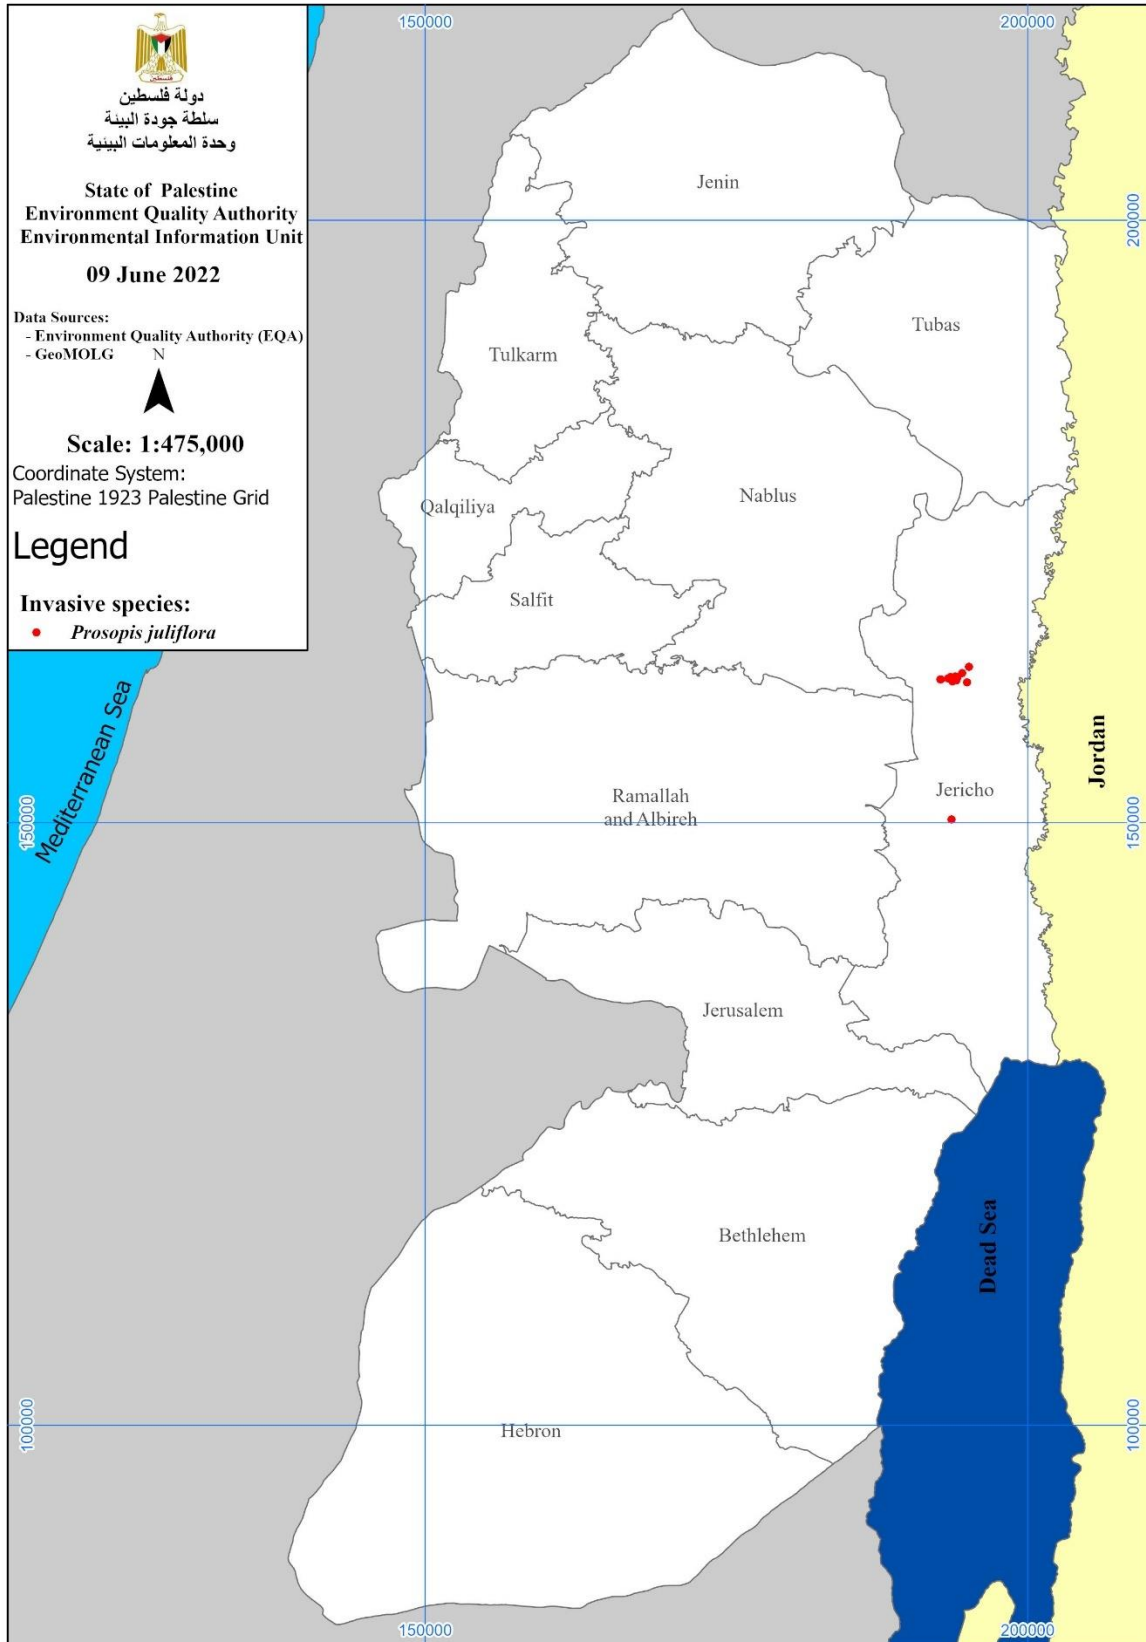 فلسطين
دولة فلسطين
سلطة جودة البيئة
وحدة المعلومات البيئية
State of Palestine
Environment Quality Authority
Environmental Information Unit
09 June 2022
Data Sources:
- Environment Quality Authority (EQA)
- GeoMOLG
N
Scale: 1:475,000
Coordinate System:
Palestine 1923 Palestine Grid
Legend
Invasive species:
Prosopis juliflora
150000
200000
200000
Jenin
Tubas
Tulkarm
Nablus
Qalqiliya
Salfit
Mediterranean Sea
Jordan
Jericho
Ramallah
and Albireh
150000
150000
Jerusalem
Bethlehem
Dead Sea
Hebron
100000
100000
150000
200000